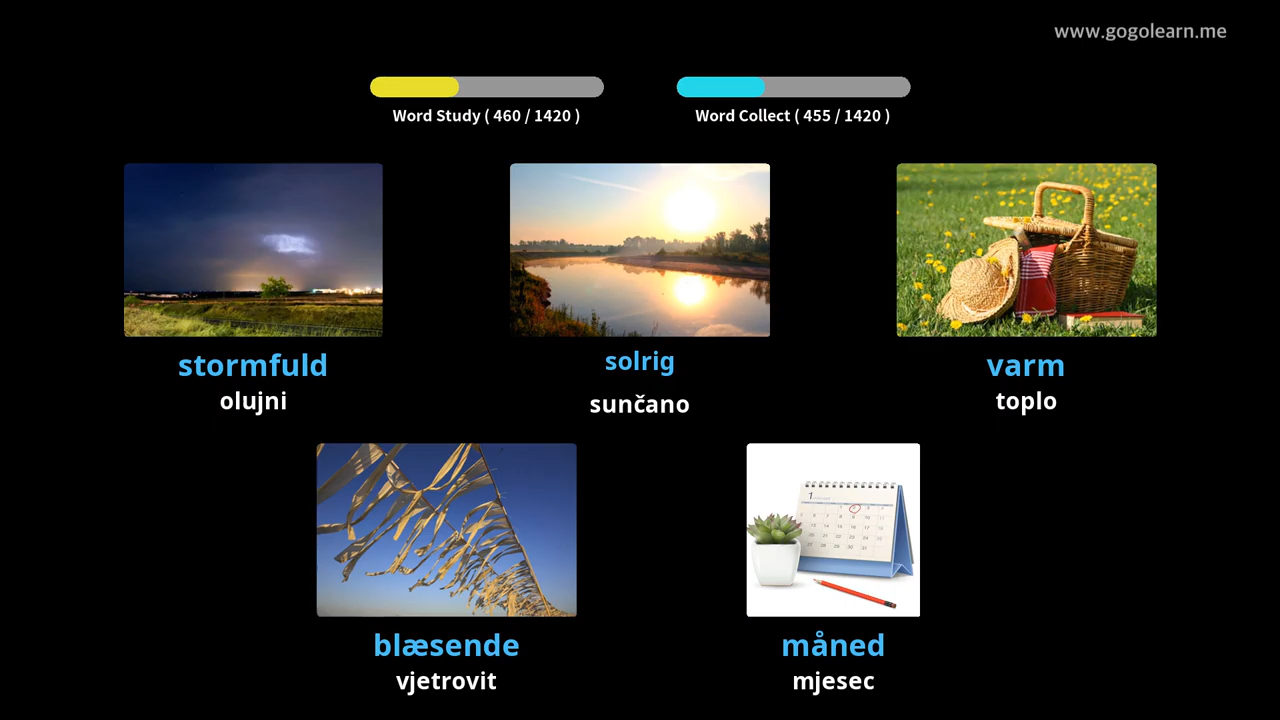 www.gogolearn.me
Word Study ( 460 / 1420 )
Word Collect ( 455 / 1420 )
stormfuld
olujni
solrig
sunčano
varm
toplo
blæsende
vjetrovit
måned
mjesec